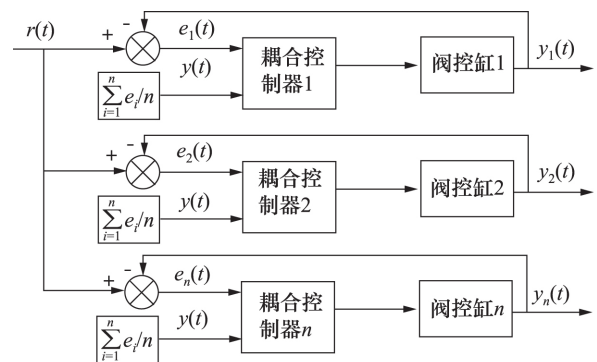 r(t)
+
-
e₁(t)
y(t)
n
∑ eᵢ/n
i=1
耦合控
制器1
阀控缸1
y₁(t)
+
-
e₂(t)
y(t)
n
∑ eᵢ/n
i=1
耦合控
制器2
阀控缸2
y₂(t)
+
-
eₙ(t)
y(t)
n
∑ eᵢ/n
i=1
耦合控
制器n
阀控缸n
yₙ(t)